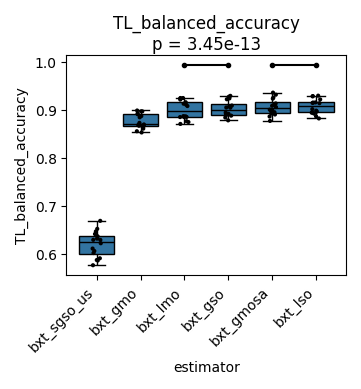 TL_balanced_accuracy
p = 3.45e-13
TL_balanced_accuracy
1.0
0.9
0.8
0.7
0.6
bxt_sgso_us
bxt_gmo
bxt_lmo
bxt_gso
bxt_gmosa
bxt_lso
estimator